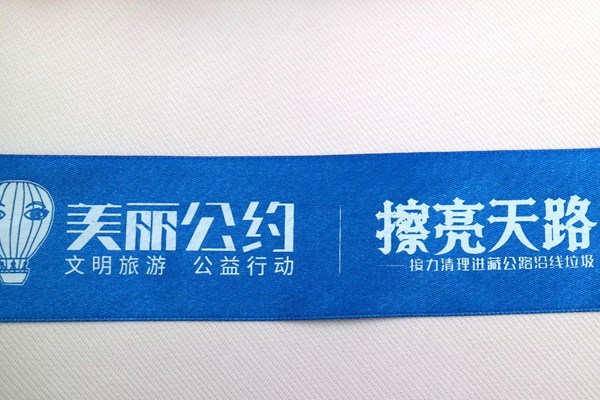 美丽公约
文明旅游 公益行动
擦亮天路
——接力清理进藏公路沿线垃圾